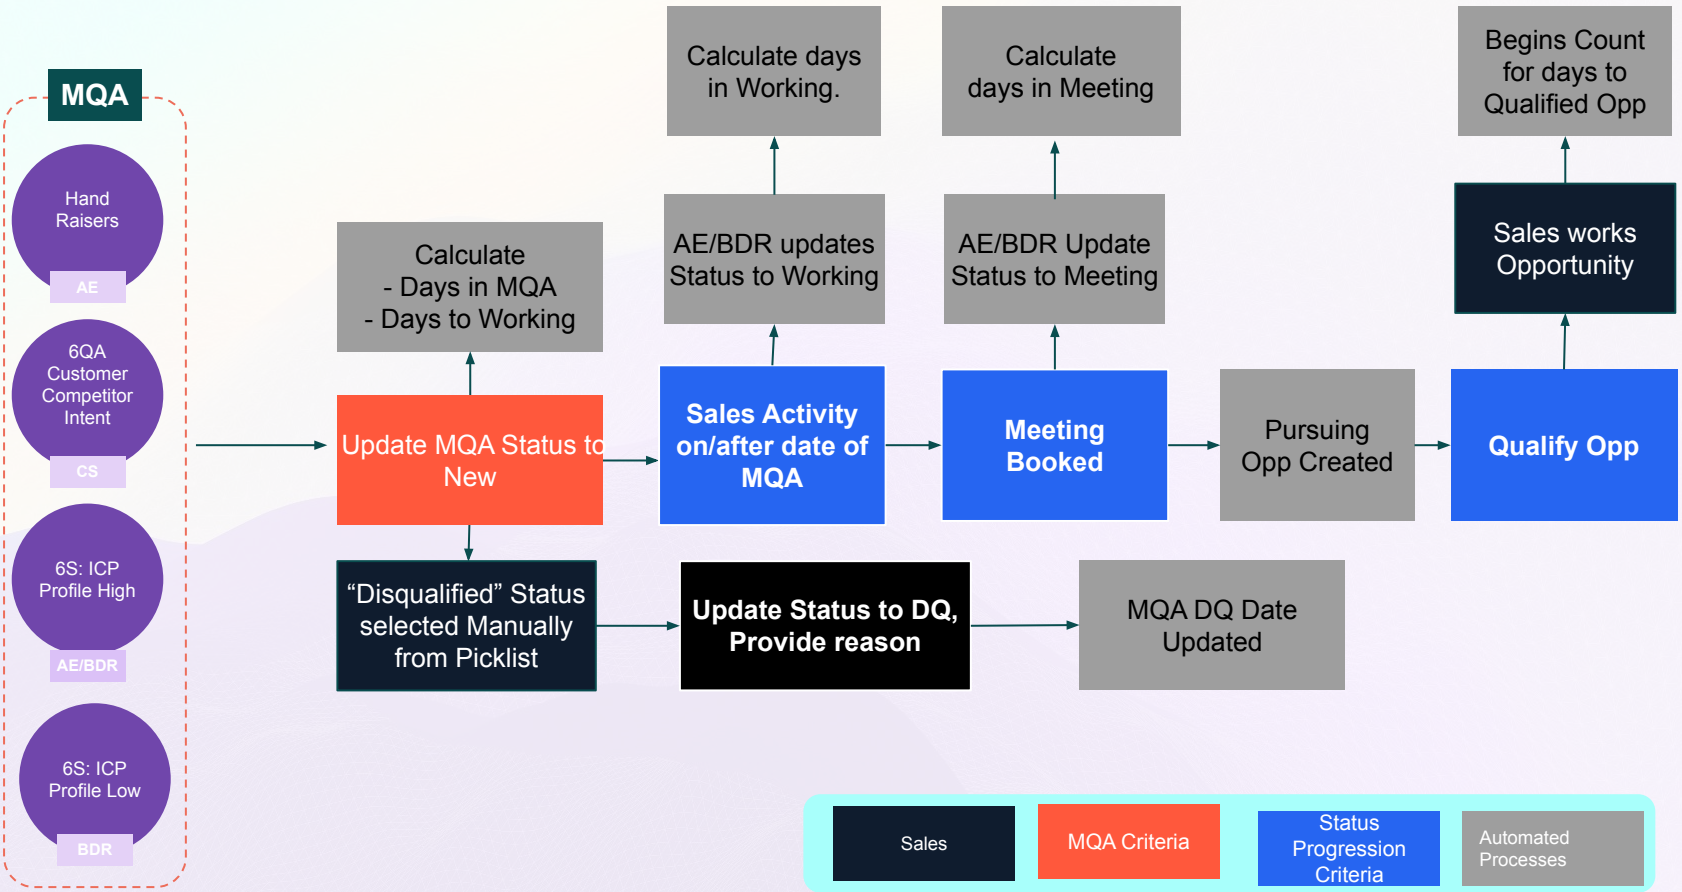 MQA
Hand
Raisers
AE
6QA
Customer
Competitor
Intent
CS
6S: ICP
Profile High
AE/BDR
6S: ICP
Profile Low
BDR
Calculate
- Days in MQA
- Days to Working
Update MQA Status to
New
“Disqualified” Status
selected Manually
from Picklist
Calculate days
in Working.
AE/BDR updates
Status to Working
Sales Activity
on/after date of
MQA
Update Status to DQ,
Provide reason
Calculate
days in Meeting
AE/BDR Update
Status to Meeting
Meeting
Booked
MQA DQ Date
Updated
Pursuing
Opp Created
Begins Count
for days to
Qualified Opp
Sales works
Opportunity
Qualify Opp
Sales
MQA Criteria
Status
Progression
Criteria
Automated
Processes